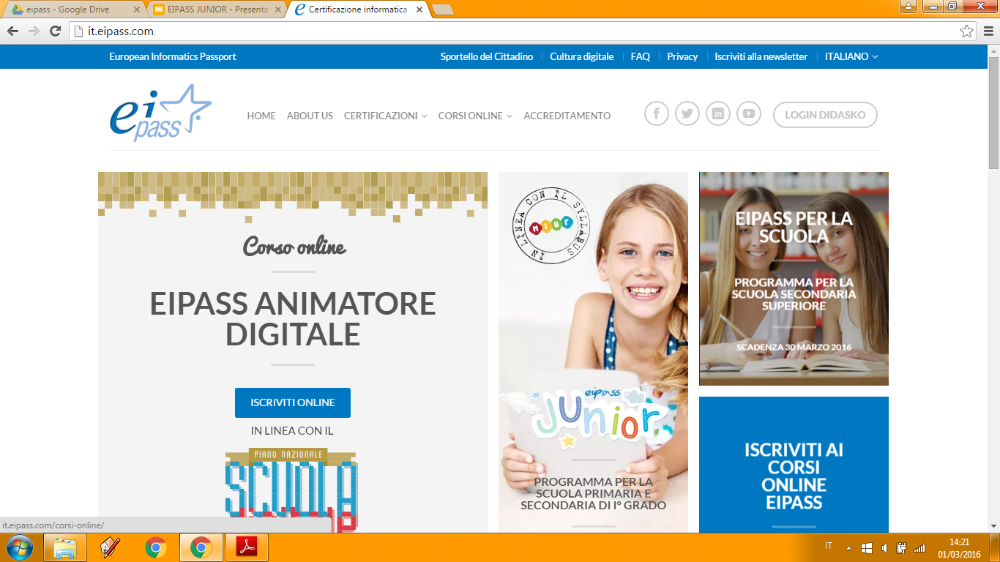 eipass - Google Drive
EIPASS JUNIOR - Presenta
Certificazione informatica
it.eipass.com
European Informatics Passport
Sportello del Cittadino
Cultura digitale
FAQ
Privacy
Iscriviti alla newsletter
ITALIANO
ei pass
HOME
ABOUT US
CERTIFICAZIONI
CORSI ONLINE
ACCREDITAMENTO
LOGIN DIDASKO
Corso online
EIPASS ANIMATORE
DIGITALE
ISCRIVITI ONLINE
IN LINEA CON IL
PIANO NAZIONALE
SCUOLA
IN LINEA CON IL SYLLABUS
MIUR
eipass
JUnior
PROGRAMMA PER LA
SCUOLA PRIMARIA E
SECONDARIA DI I° GRADO
EIPASS PER LA
SCUOLA
PROGRAMMA PER LA
SCUOLA SECONDARIA
SUPERIORE
SCADENZA 30 MARZO 2016
ISCRIVITI AI
CORSI
ONLINE
EIPASS
it.eipass.com/corsi-online/
IT
14:21
01/03/2016